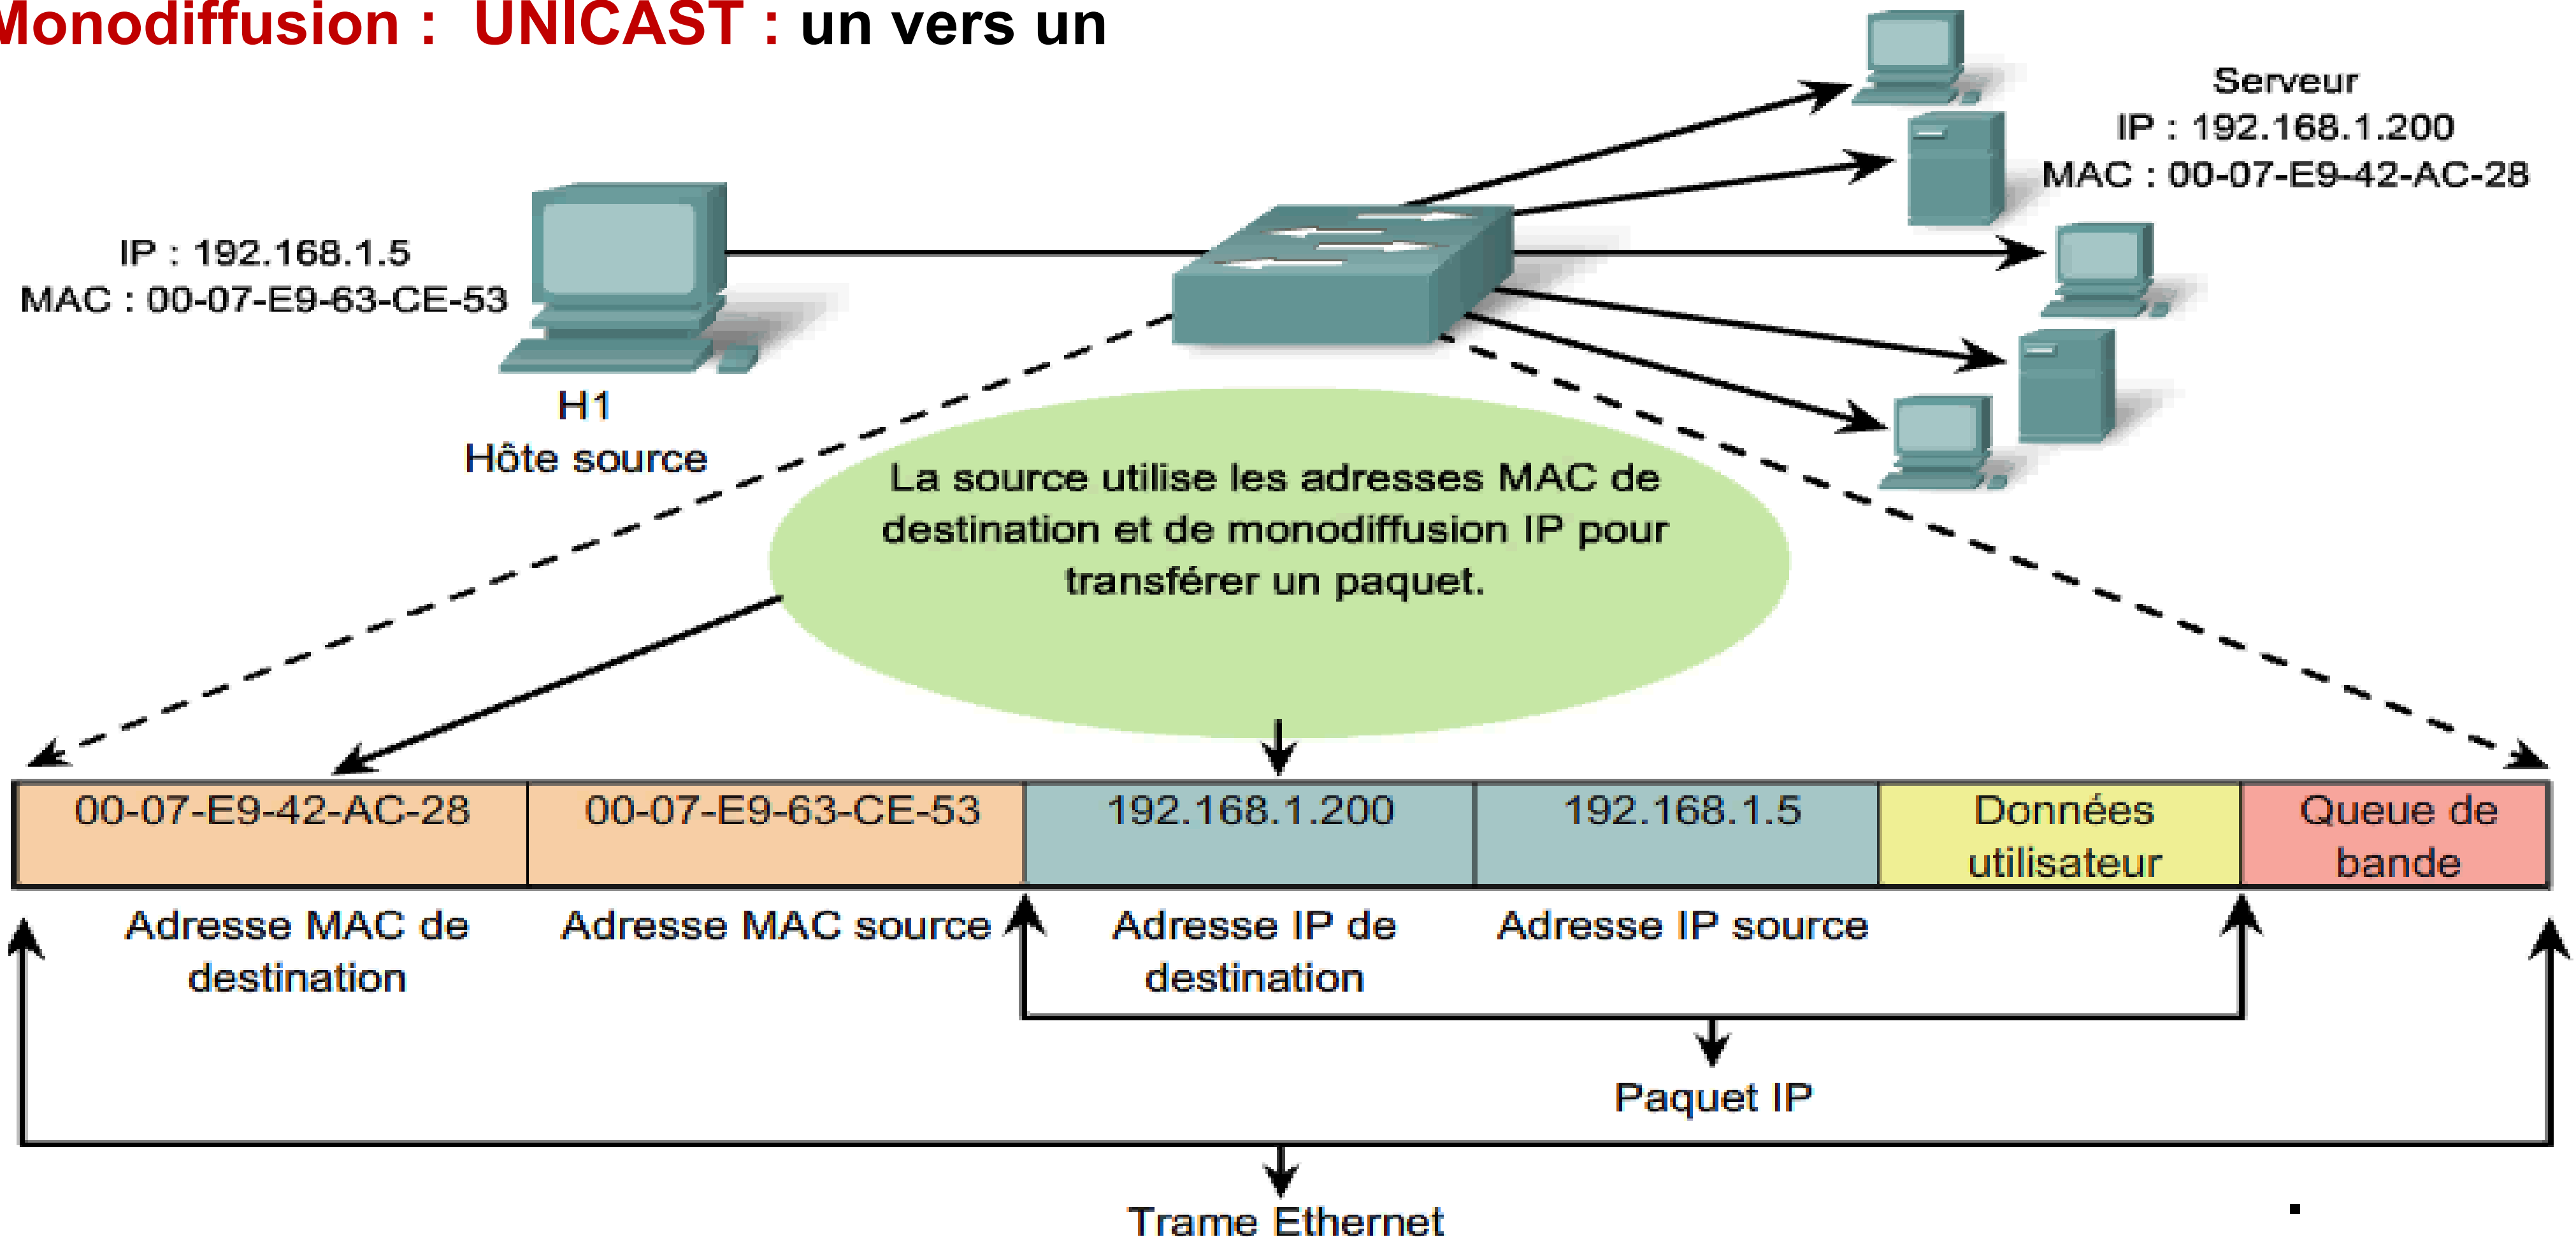 Monodiffusion : UNICAST : un vers un
Serveur
IP : 192.168.1.200
MAC : 00-07-E9-42-AC-28
IP : 192.168.1.5
MAC : 00-07-E9-63-CE-53
H1
Hôte source
La source utilise les adresses MAC de
destination et de monodiffusion IP pour
transférer un paquet.
00-07-E9-42-AC-28
00-07-E9-63-CE-53
192.168.1.200
192.168.1.5
Données
utilisateur
Queue de
bande
Adresse MAC de
destination
Adresse MAC source
Adresse IP de
destination
Adresse IP source
Paquet IP
Trame Ethernet
.